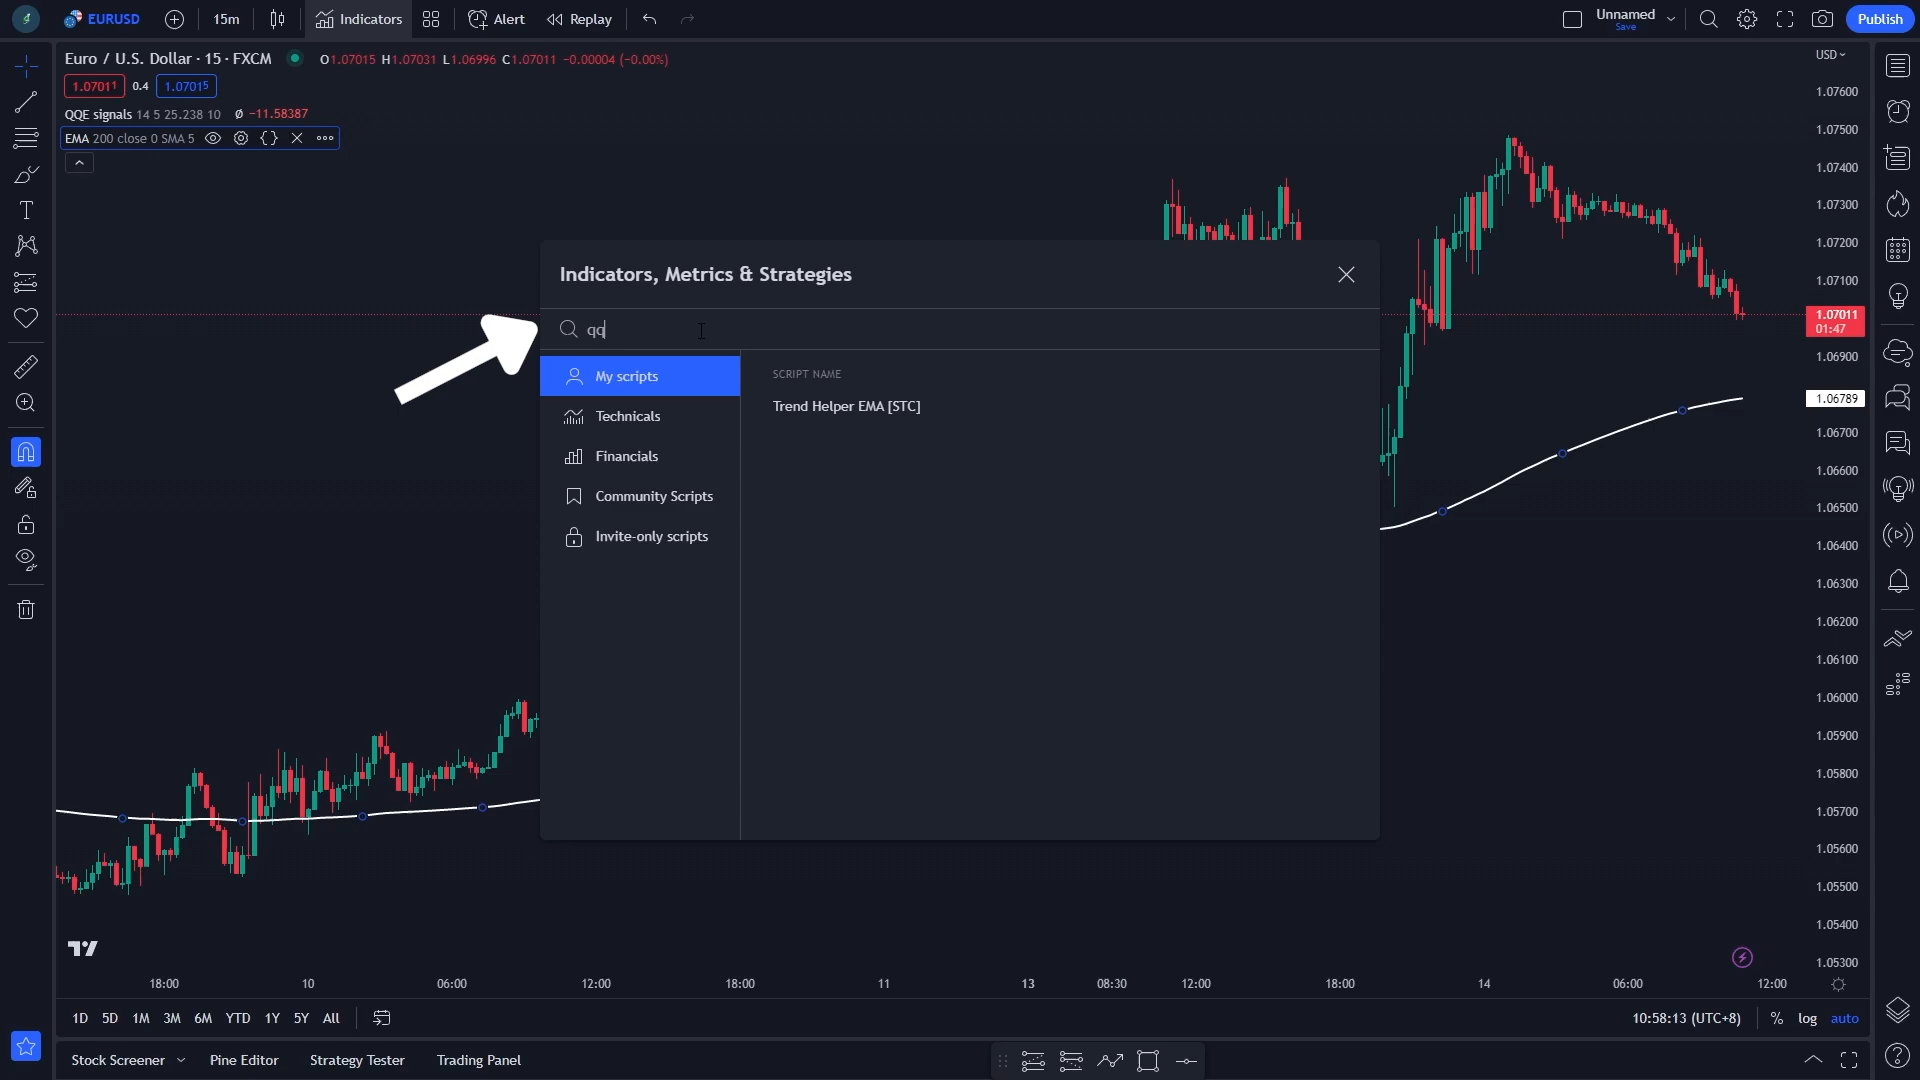 EURUSD
15m
Indicators
Alert
Replay
Unnamed
Save
Publish
Euro / U.S. Dollar · 15 · FXCM
O1.07015 H1.07031 L1.06996 C1.07011 −0.00004 (−0.00%)
USD
1.07011 0.4 1.07015
QQE signals 14 5 25.238 10 Ø −11.58387
EMA 200 close 0 SMA 5
Indicators, Metrics & Strategies
qq
My scripts
Technicals
Financials
Community Scripts
Invite-only scripts
SCRIPT NAME
Trend Helper EMA [STC]
1.07600
1.07500
1.07400
1.07300
1.07200
1.07100
1.07011
01:47
1.06900
1.06789
1.06700
1.06600
1.06500
1.06400
1.06300
1.06200
1.06100
1.06000
1.05900
1.05800
1.05700
1.05600
1.05500
1.05400
1.05300
18:00 10 06:00 12:00 18:00 11 13 08:30 12:00 18:00 14 06:00 12:00
1D 5D 1M 3M 6M YTD 1Y 5Y All
10:58:13 (UTC+8) % log auto
Stock Screener Pine Editor Strategy Tester Trading Panel